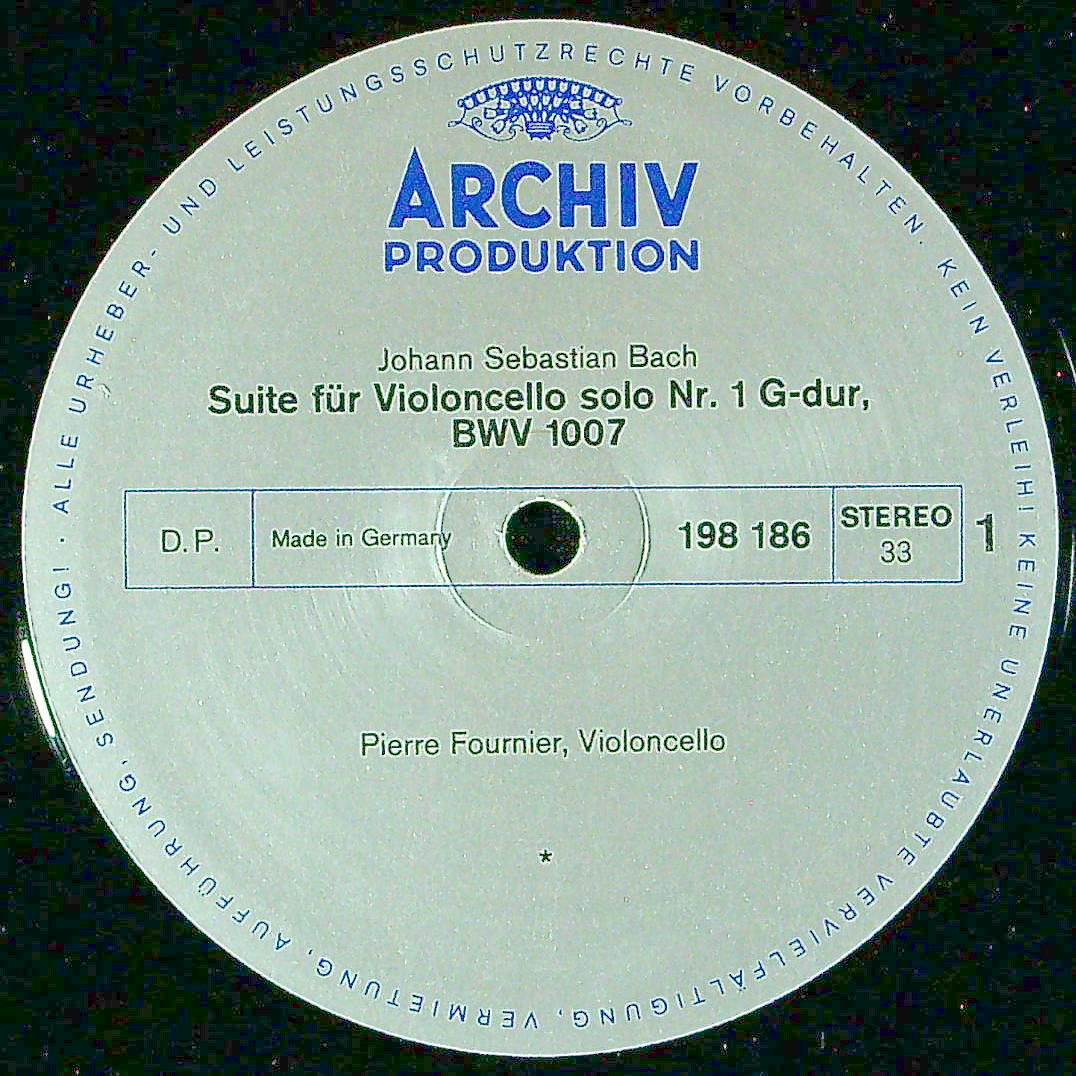 ALLE URHEBER- UND LEISTUNGSSCHUTZRECHTE VORBEHALTEN. KEIN VERLEIH! KEINE UNERLAUBTE VERVIELFÄLTIGUNG, VERMIETUNG, AUFFÜHRUNG, SENDUNG! ·
ARCHIV
PRODUKTION
Johann Sebastian Bach
Suite für Violoncello solo Nr. 1 G-dur,
BWV 1007
D.P. Made in Germany 198 186 STEREO 33 1
Pierre Fournier, Violoncello
*